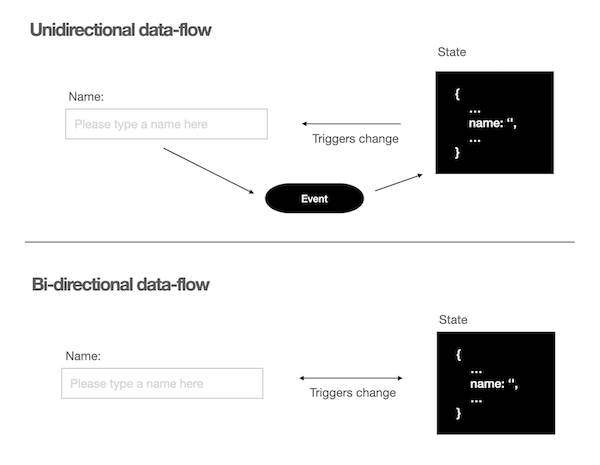 Unidirectional data-flow
State
Name:
Please type a name here
Triggers change
{
...
name: ‘’,
...
}
Event
Bi-directional data-flow
State
Name:
Please type a name here
Triggers change
{
...
name: ‘’,
...
}